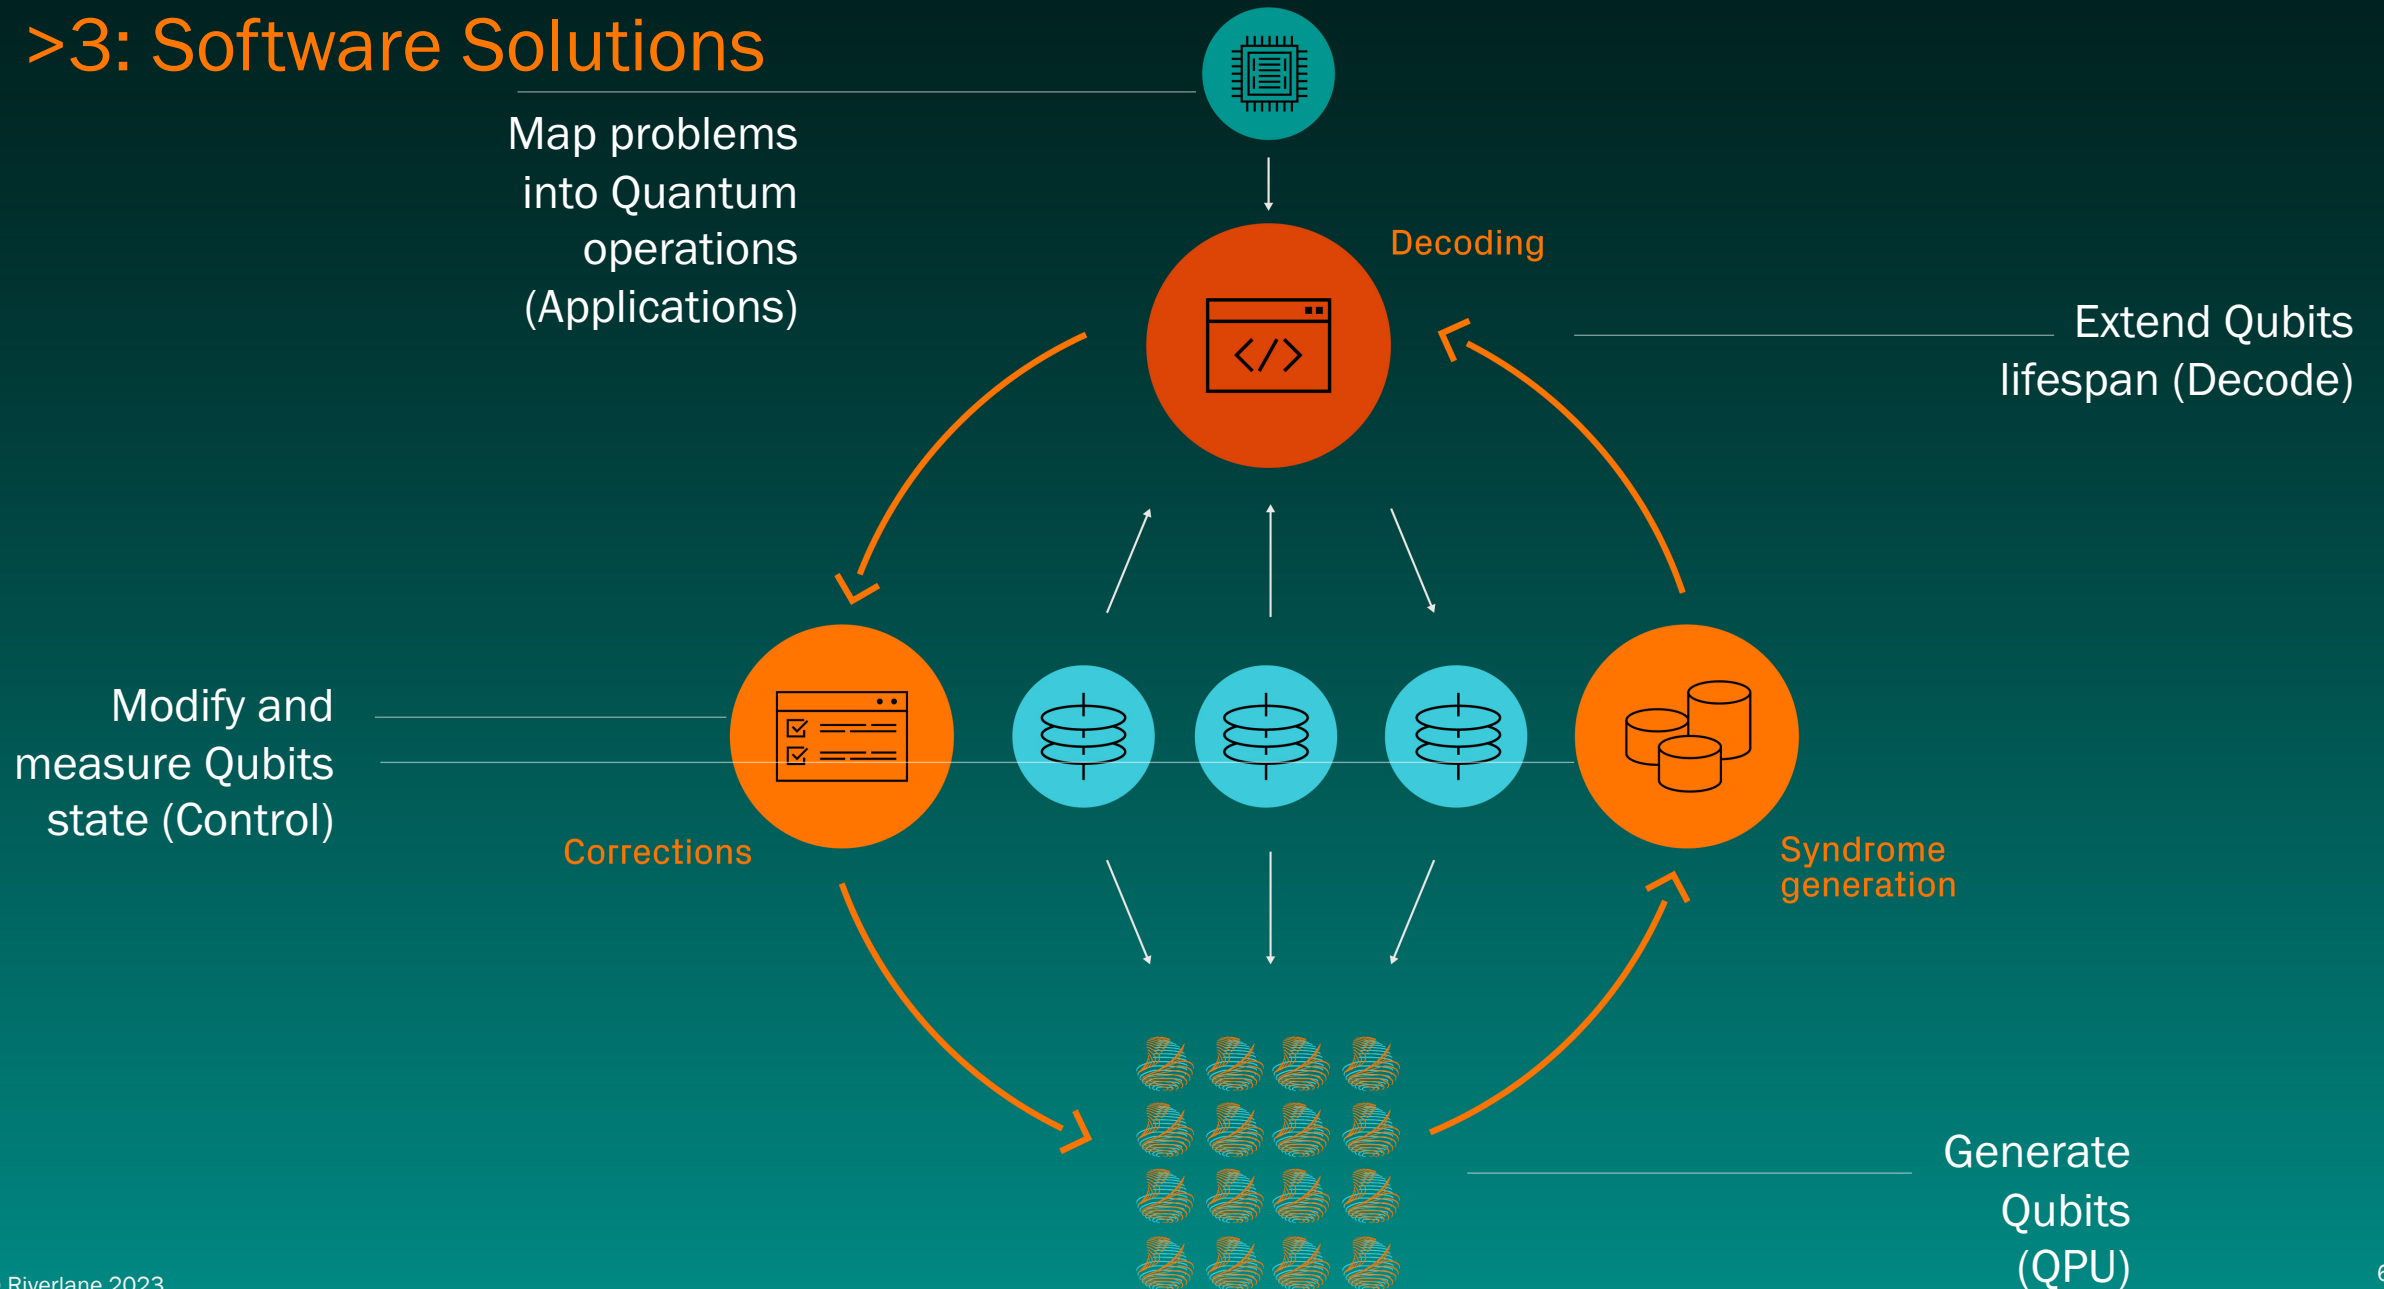 >3: Software Solutions
Map problems
into Quantum
operations
(Applications)
Decoding
Extend Qubits
lifespan (Decode)
Modify and
measure Qubits
state (Control)
Corrections
Syndrome
generation
Generate
Qubits
(QPU)
Riverlane 2023
6